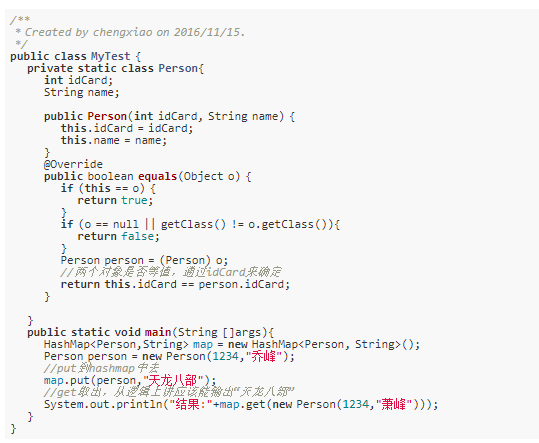 /**
 * Created by chengxiao on 2016/11/15.
 */
public class MyTest {
    private static class Person{
        int idCard;
        String name;

        public Person(int idCard, String name) {
            this.idCard = idCard;
            this.name = name;
        }
        @Override
        public boolean equals(Object o) {
            if (this == o) {
                return true;
            }
            if (o == null || getClass() != o.getClass()){
                return false;
            }
            Person person = (Person) o;
            //两个对象是否等值，通过idCard来确定
            return this.idCard == person.idCard;
        }

    }
    public static void main(String []args){
        HashMap<Person,String> map = new HashMap<Person, String>();
        Person person = new Person(1234,"乔峰");
        //put到hashmap中去
        map.put(person,"天龙八部");
        //get取出，从逻辑上讲应该能输出“天龙八部”
        System.out.println("结果:"+map.get(new Person(1234,"萧峰")));
    }
}